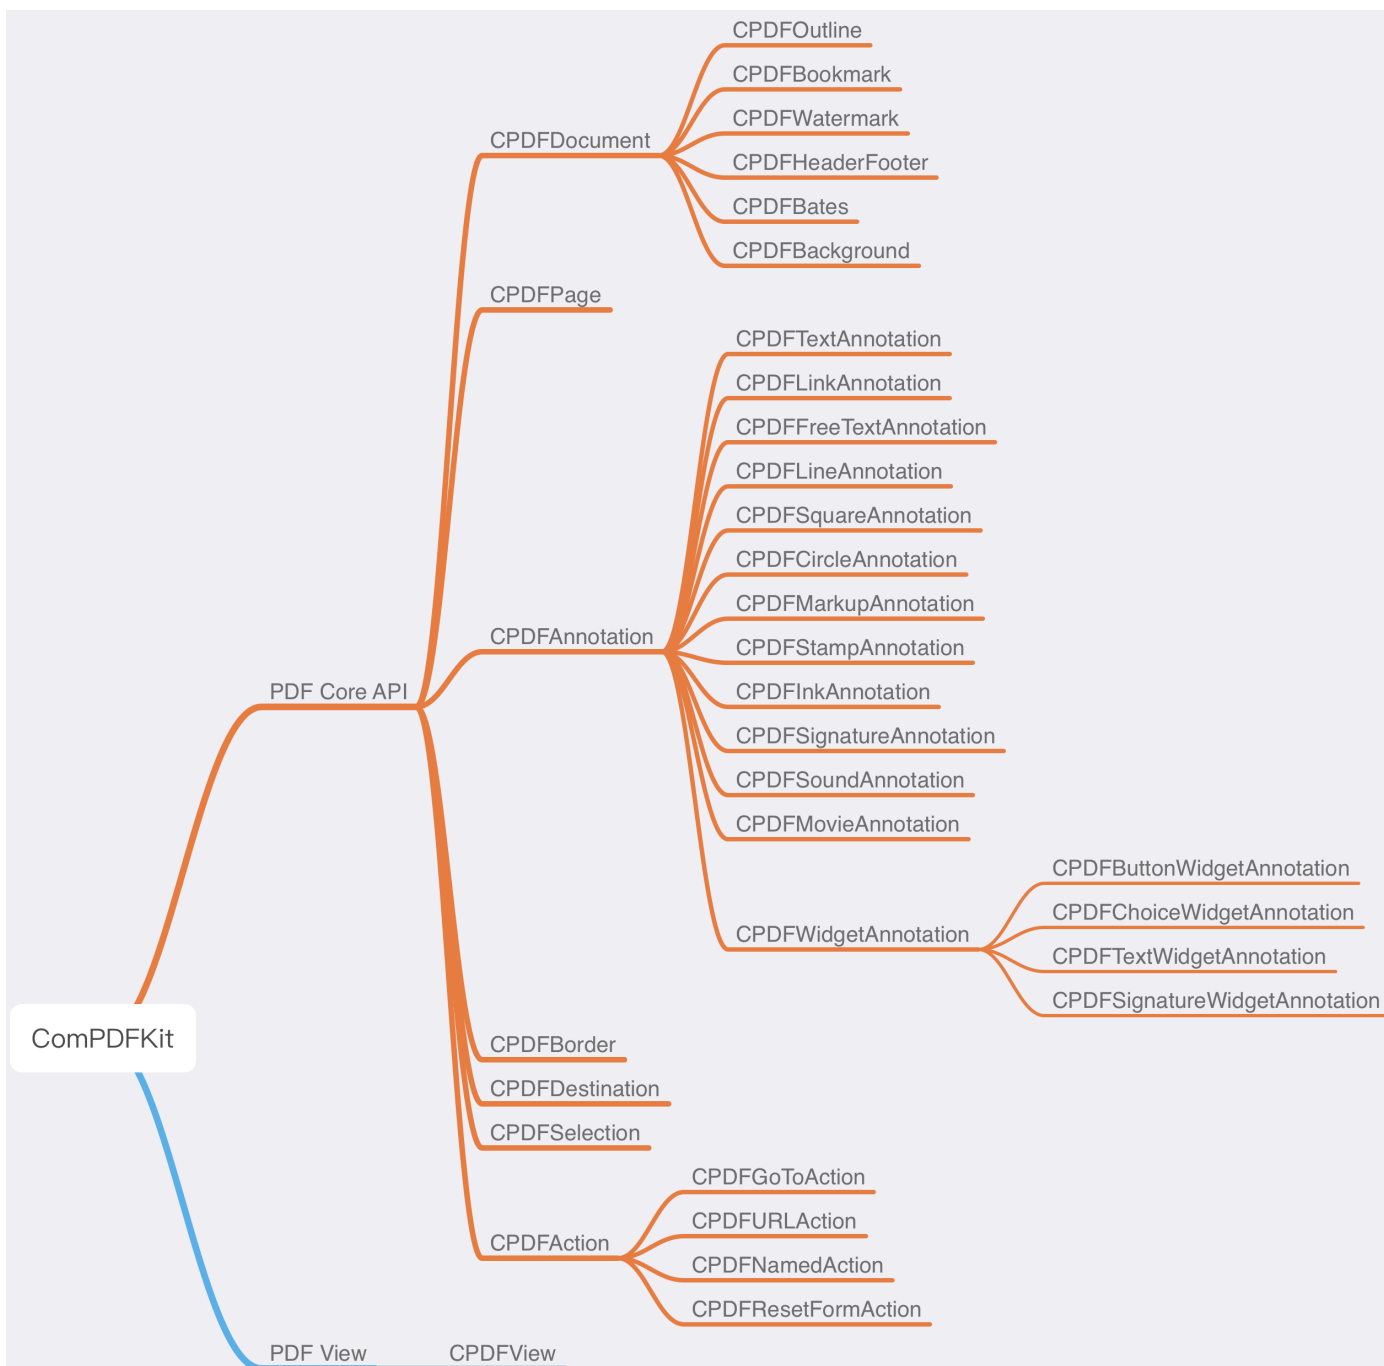 CPDFOutline
CPDFBookmark
CPDFWatermark
CPDFDocument
CPDFHeaderFooter
CPDFBates
CPDFBackground
CPDFPage
CPDFTextAnnotation
CPDFLinkAnnotation
CPDFFreeTextAnnotation
CPDFLineAnnotation
CPDFSquareAnnotation
CPDFCircleAnnotation
CPDFMarkupAnnotation
CPDFAnnotation
CPDFStampAnnotation
PDF Core API
CPDFInkAnnotation
CPDFSignatureAnnotation
CPDFSoundAnnotation
CPDFMovieAnnotation
CPDFButtonWidgetAnnotation
CPDFChoiceWidgetAnnotation
CPDFWidgetAnnotation
CPDFTextWidgetAnnotation
CPDFSignatureWidgetAnnotation
ComPDFKit
CPDFBorder
CPDFDestination
CPDFSelection
CPDFGoToAction
CPDFURLAction
CPDFAction
CPDFNamedAction
CPDFResetFormAction
PDF View
CPDFView